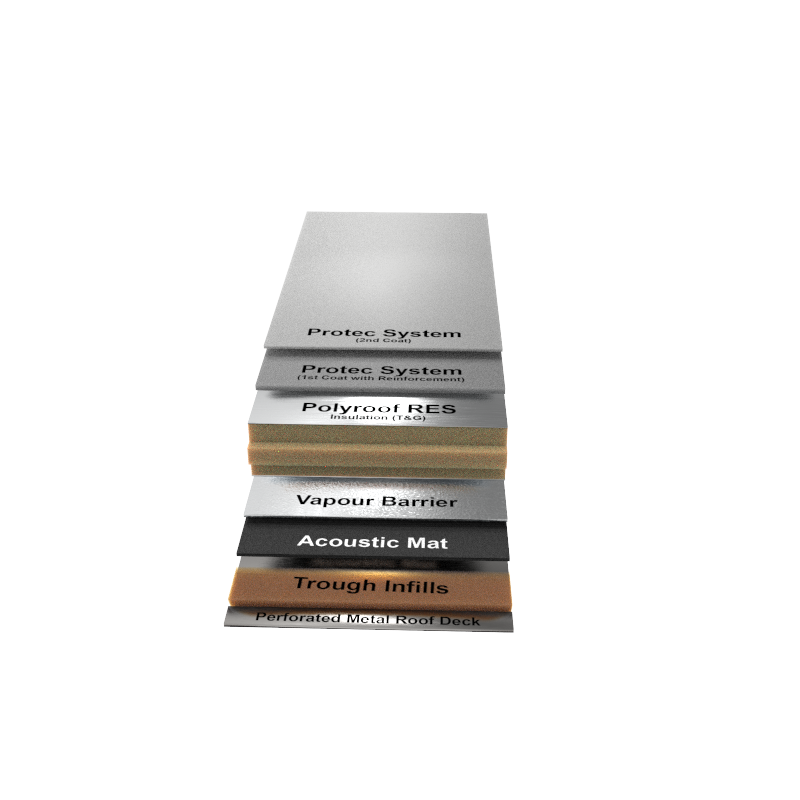 Protec System
(2nd Coat)
Protec System
(1st Coat with Reinforcement)
Polyroof RES
Insulation (T&G)
Vapour Barrier
Acoustic Mat
Trough Infills
Perforated Metal Roof Deck